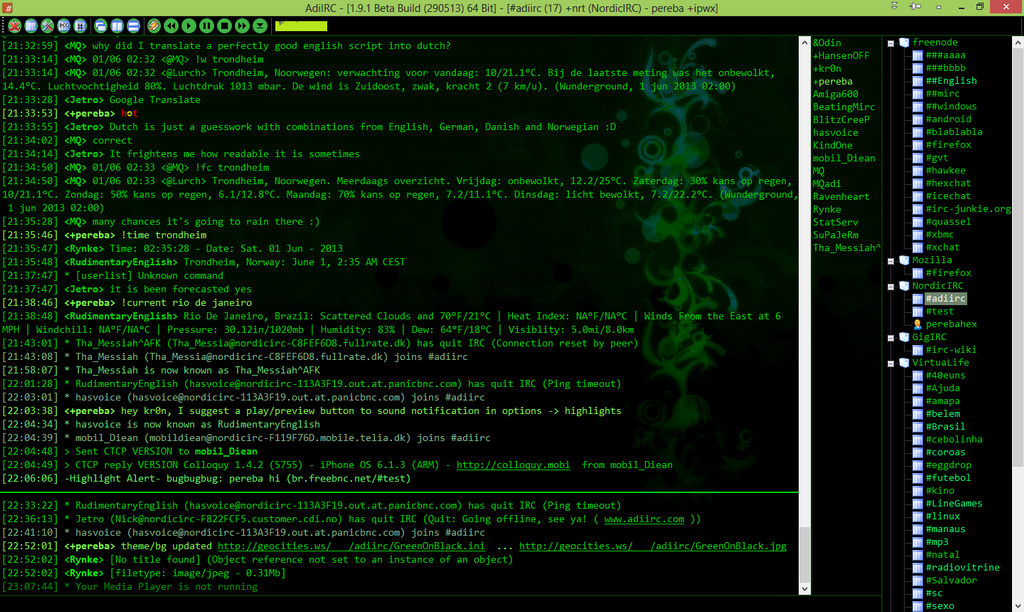 AdiIRC - [1.9.1 Beta Build (290513) 64 Bit] - [#adiirc (17) +nrt (NordicIRC) - pereba +ipwx]
[21:32:59] <MQ> why did I translate a perfectly good english script into dutch?
[21:33:14] <MQ> 01/06 02:32 <@MQ> !w trondheim
[21:33:14] <MQ> 01/06 02:32 <@Lurch> Trondheim, Noorwegen: verwachting voor vandaag: 10/21.1ºC. Bij de laatste meting was het onbewolkt,
14.4ºC. Luchtvochtigheid 80%. Luchtdruk 1013 mbar. De wind is Zuidoost, zwak, kracht 2 (7 km/u). (Wunderground, 1 jun 2013 02:00)
[21:33:28] <Jetro> Google Translate
[21:33:53] <+pereba> hot
[21:33:55] <Jetro> Dutch is just a guesswork with combinations from English, German, Danish and Norwegian :D
[21:34:02] <MQ> correct
[21:34:14] <Jetro> It frightens me how readable it is sometimes
[21:34:50] <MQ> 01/06 02:33 <@MQ> !fc trondheim
[21:34:50] <MQ> 01/06 02:33 <@Lurch> Trondheim, Noorwegen. Meerdaags overzicht. Vrijdag: onbewolkt, 12.2/25ºC. Zaterdag: 30% kans op regen,
10/21.1ºC. Zondag: 50% kans op regen, 6.1/12.8ºC. Maandag: 70% kans op regen, 7.2/11.1ºC. Dinsdag: licht bewolkt, 7.2/22.2ºC. (Wunderground,
1 jun 2013 02:00)
[21:35:28] <MQ> many chances it's going to rain there :)
[21:35:46] <+pereba> !time trondheim
[21:35:47] <Rynke> Time: 02:35:28 - Date: Sat. 01 Jun - 2013
[21:35:48] <RudimentaryEnglish> Trondheim, Norway: June 1, 2:35 AM CEST
[21:37:47] * [userlist] Unknown command
[21:37:47] <Jetro> it is been forecasted yes
[21:38:46] <+pereba> !current rio de janeiro
[21:38:48] <RudimentaryEnglish> Rio De Janeiro, Brazil: Scattered Clouds and 70ºF/21ºC | Heat Index: NAºF/NAºC | Winds From the East at 6
MPH | Windchill: NAºF/NAºC | Pressure: 30.12in/1020mb | Humidity: 83% | Dew: 64ºF/18ºC | Visiblity: 5.0mi/8.0km
[21:43:01] * Tha_Messiah^AFK (Tha_Messia@nordicirc-C8FEF6D8.fullrate.dk) has quit IRC (Connection reset by peer)
[21:43:08] * Tha_Messiah (Tha_Messia@nordicirc-C8FEF6D8.fullrate.dk) joins #adiirc
[21:58:07] * Tha_Messiah is now known as Tha_Messiah^AFK
[22:01:28] * RudimentaryEnglish (hasvoice@nordicirc-113A3F19.out.at.panicbnc.com) has quit IRC (Ping timeout)
[22:03:01] * hasvoice (hasvoice@nordicirc-113A3F19.out.at.panicbnc.com) joins #adiirc
[22:03:38] <+pereba> hey kr0n, I suggest a play/preview button to sound notification in options -> highlights
[22:04:34] * hasvoice is now known as RudimentaryEnglish
[22:04:39] * mobil_Diean (mobildiean@nordicirc-F119F76D.mobile.telia.dk) joins #adiirc
[22:04:48] > Sent CTCP VERSION to mobil_Diean
[22:04:49] > CTCP reply VERSION Colloquy 1.4.2 (5755) - iPhone OS 6.1.3 (ARM) - http://colloquy.mobi from mobil_Diean
[22:06:06] -Highlight Alert- bugbugbug: pereba hi (br.freebnc.net/#test)
[22:33:22] * RudimentaryEnglish (hasvoice@nordicirc-113A3F19.out.at.panicbnc.com) has quit IRC (Ping timeout)
[22:36:13] * Jetro (Nick@nordicirc-F822FCF5.customer.cdi.no) has quit IRC (Quit: Going offline, see ya! ( www.adiirc.com ))
[22:41:10] * hasvoice (hasvoice@nordicirc-113A3F19.out.at.panicbnc.com) joins #adiirc
[22:52:01] <+pereba> theme/bg updated http://geocities.ws/ /adiirc/GreenOnBlack.ini ... http://geocities.ws/ /adiirc/GreenOnBlack.jpg
[22:52:02] <Rynke> [No title found] (Object reference not set to an instance of an object)
[22:52:02] <Rynke> [filetype: image/jpeg - 0.31Mb]
[23:07:44] * Your Media Player is not running
&Odin
+HansenOFF
+kr0n
+pereba
Amiga600
BeatingMirc
BlitzCreeP
hasvoice
KindOne
mobil_Diean
MQ
MQadi
Ravenheart
Rynke
StatServ
SuPaJeRm
Tha_Messiah^
freenode
###aaaa
###bbbb
##English
##mirc
##windows
#android
#blablabla
#firefox
#gvt
#hawkee
#hexchat
#icechat
#irc-junkie.org
#quassel
#xbmc
#xchat
Mozilla
#firefox
NordicIRC
#adiirc
#test
perebahex
GigIRC
#irc-wiki
VirtuaLife
#40euns
#Ajuda
#amapa
#belem
#Brasil
#cebolinha
#coroas
#eggdrop
#futebol
#kino
#LineGames
#linux
#manaus
#mp3
#natal
#radiovitrine
#Salvador
#sc
#sexo